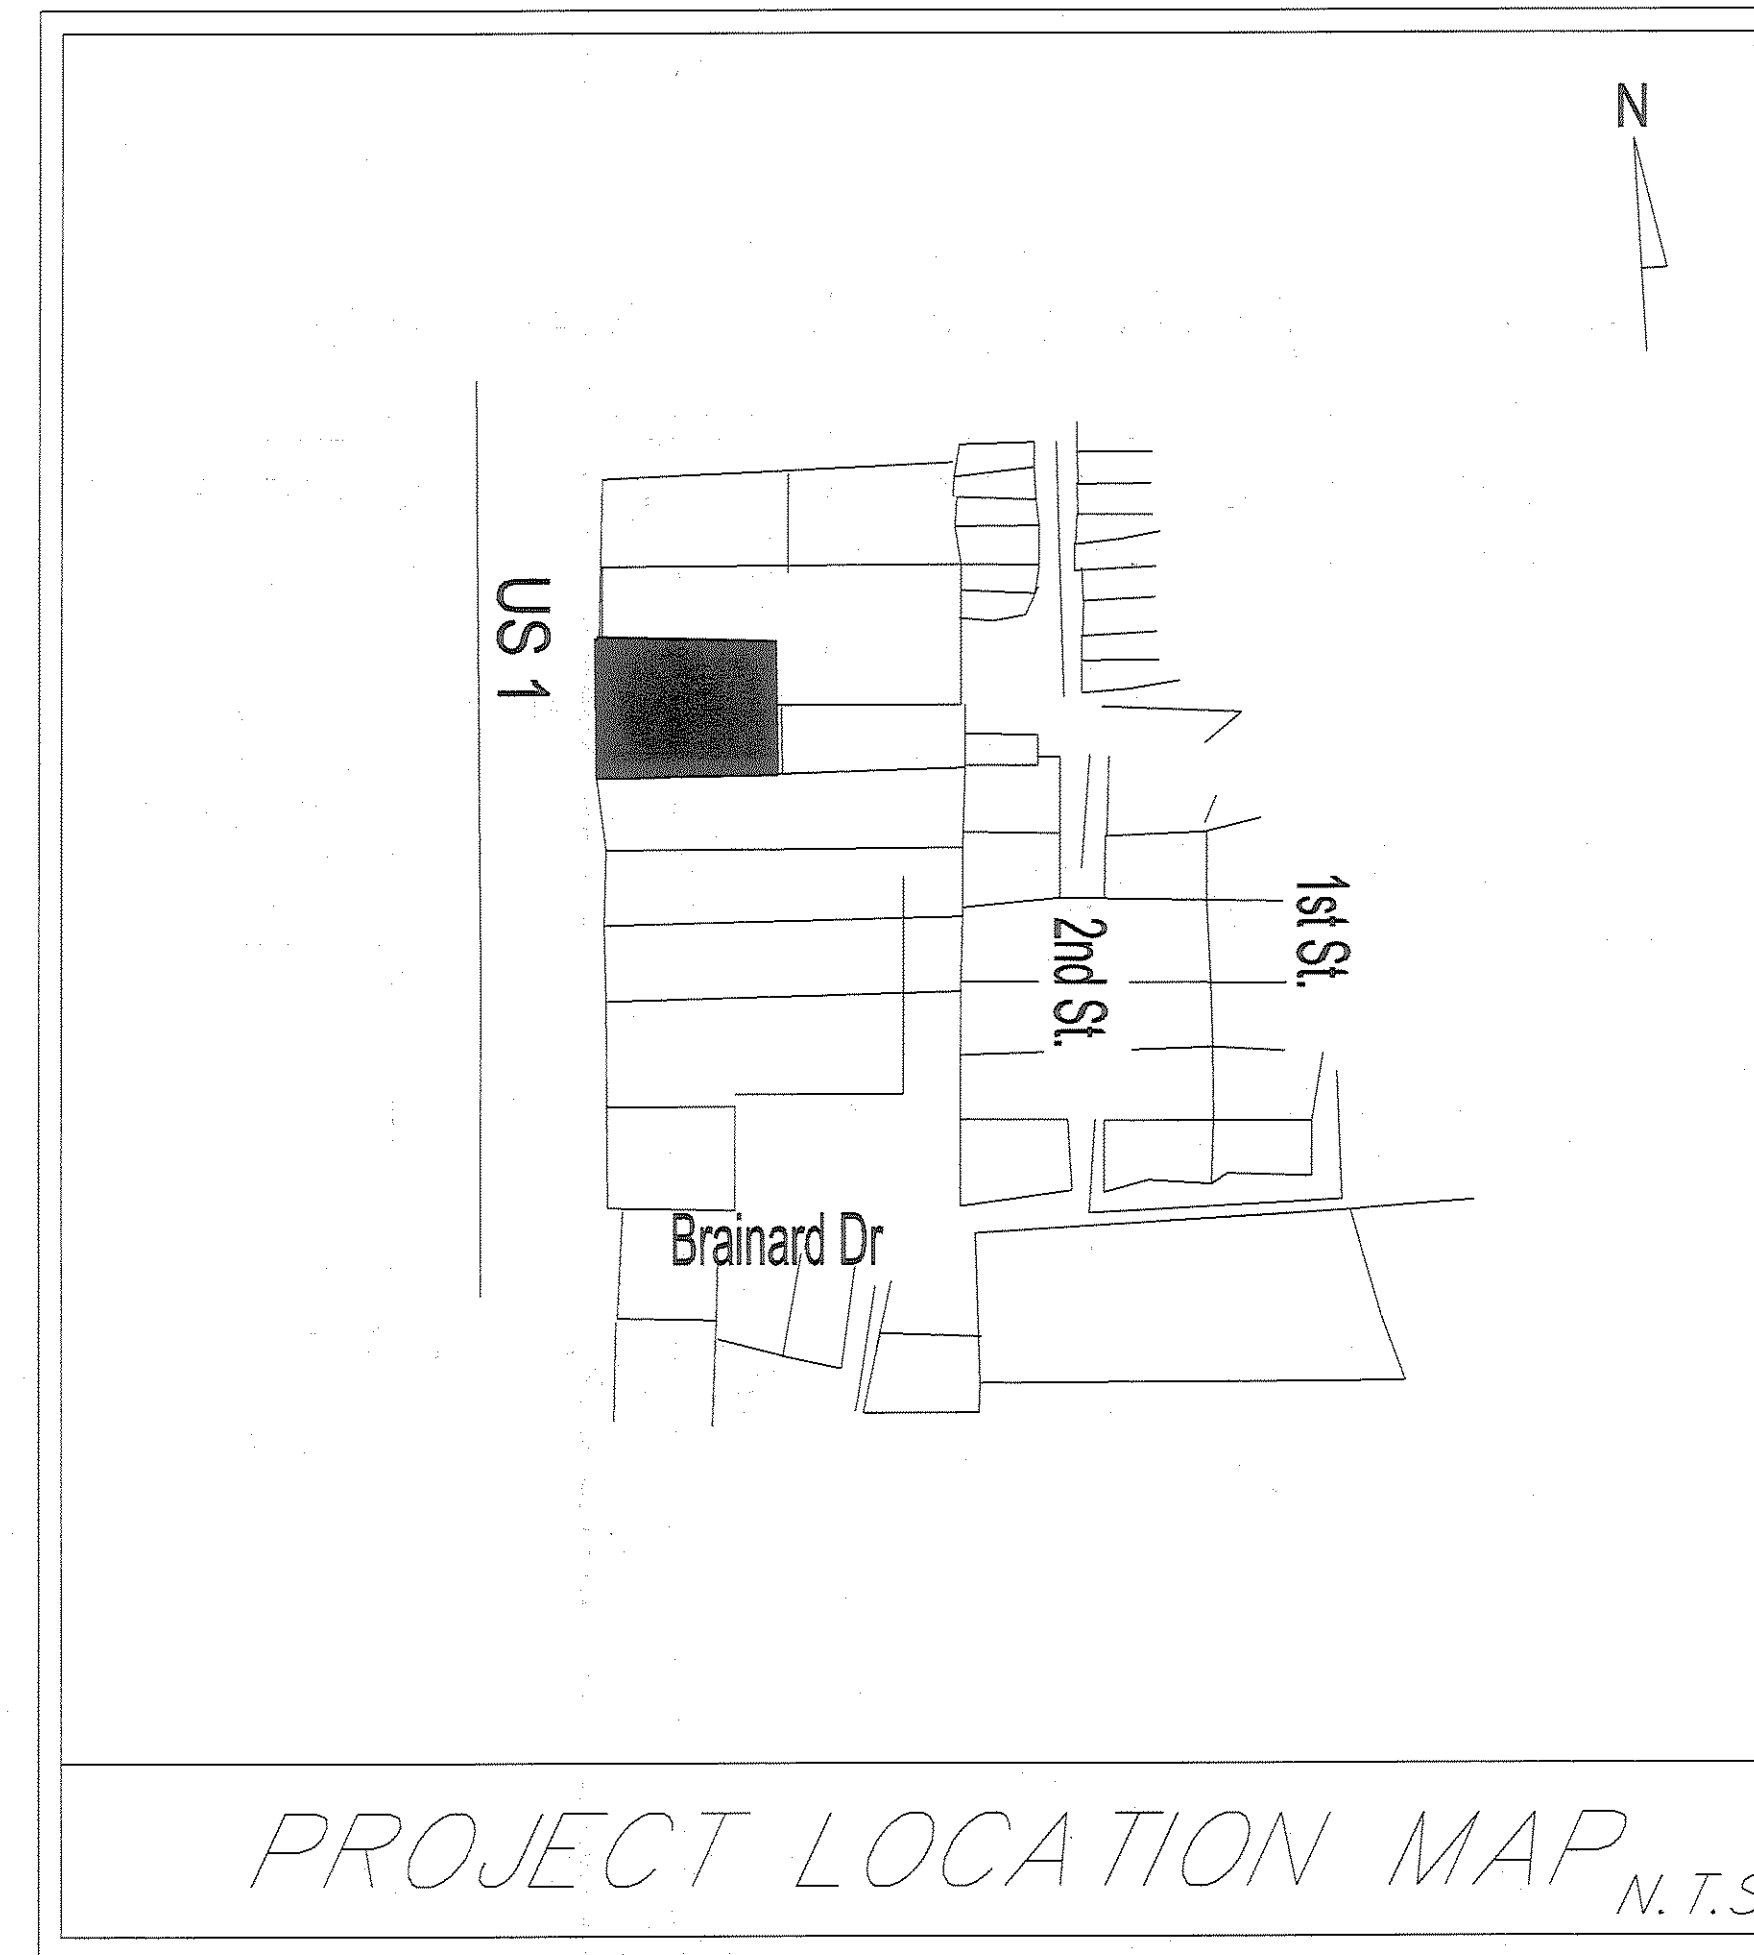 N
US 1
1st St.
2nd St.
Brainard Dr
PROJECT LOCATION MAP
N.T.S